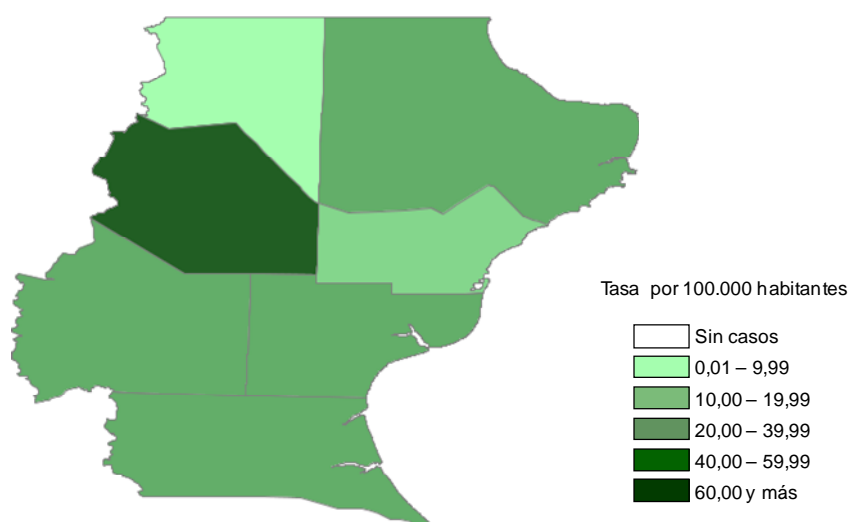 Tasa por 100.000 habitantes
Sin casos
0,01 – 9,99
10,00 – 19,99
20,00 – 39,99
40,00 – 59,99
60,00 y más